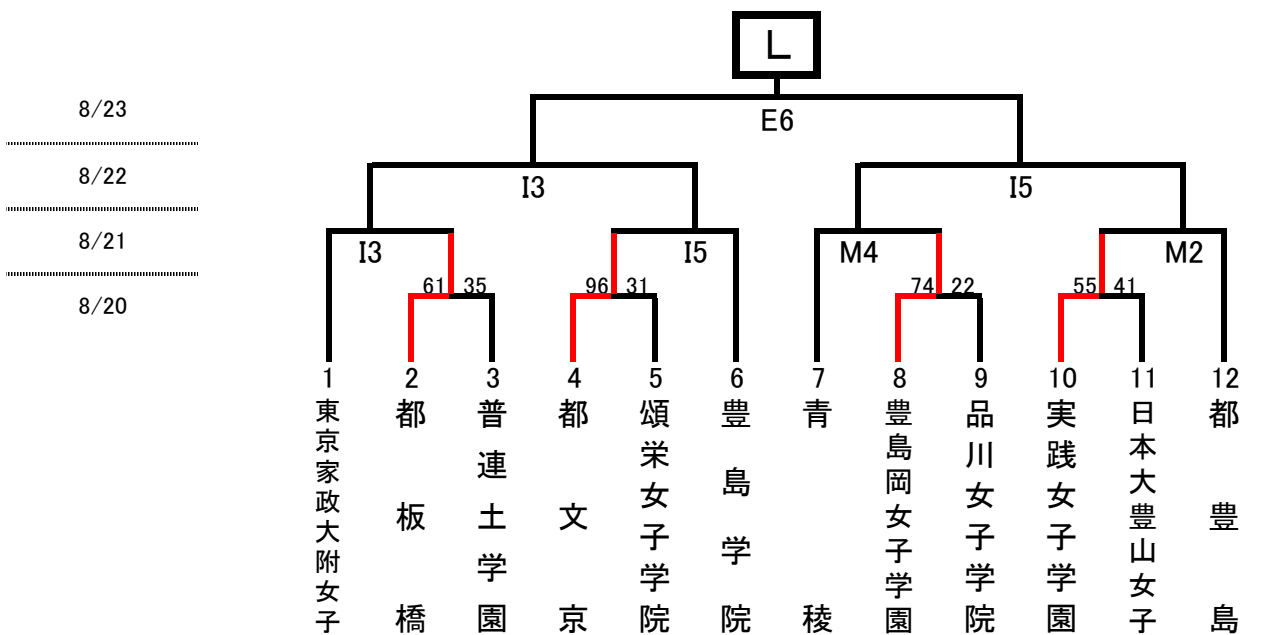 L
8/23
E6
8/22
I3
I5
8/21
I3
I5
M4
M2
61 35
96 31
74 22
55 41
8/20
1
2
3
4
5
6
7
8
9
10
11
12
東京家政大附女子
都板橋
普連土学園
都文京
頌栄女子学院
豊島学院
青稜
豊島岡女子学園
品川女子学院
実践女子学園
日本大豊山女子
都豊島